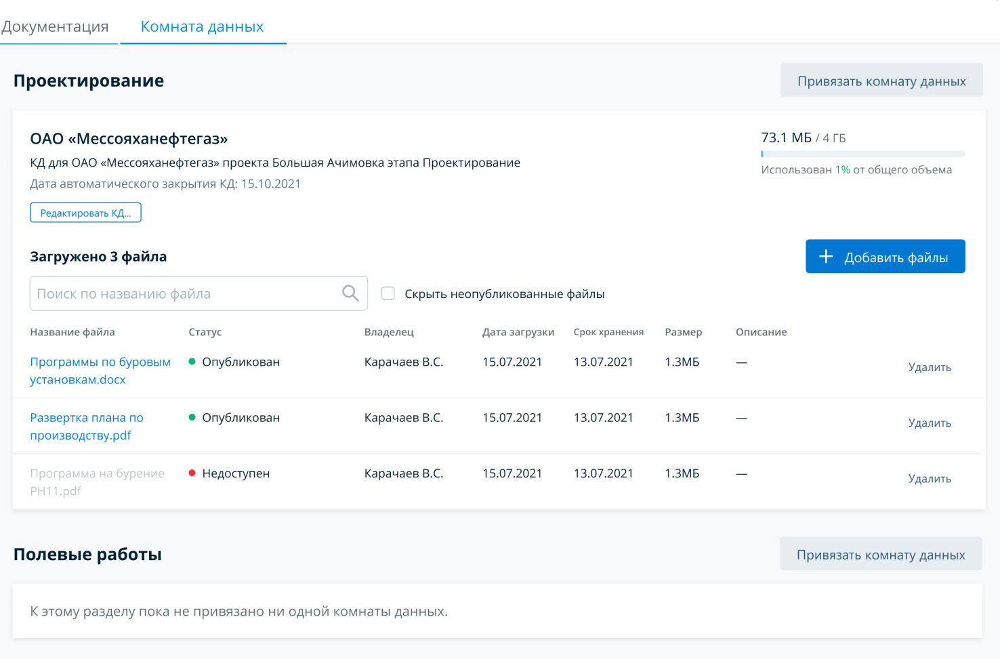 Документация Комната данных
Проектирование Привязать комнату данных
ОАО «Мессояханефтегаз» 73.1 МБ / 4 ГБ
КД для ОАО «Мессояханефтегаз» проекта Большая Ачимовка этапа Проектирование
Использован 1% от общего объема
Дата автоматического закрытия КД: 15.10.2021
Редактировать КД...
Загружено 3 файла + Добавить файлы
Поиск по названию файла Скрыть неопубликованные файлы
Название файла Статус Владелец Дата загрузки Срок хранения Размер Описание
Программы по буровым Опубликован Карачаев В.С. 15.07.2021 13.07.2021 1.3МБ — Удалить
установкам.docx
Развертка плана по Опубликован Карачаев В.С. 15.07.2021 13.07.2021 1.3МБ — Удалить
производству.pdf
Программа на бурение Недоступен Карачаев В.С. 15.07.2021 13.07.2021 1.3МБ — Удалить
РН11.pdf
Полевые работы Привязать комнату данных
К этому разделу пока не привязано ни одной комнаты данных.